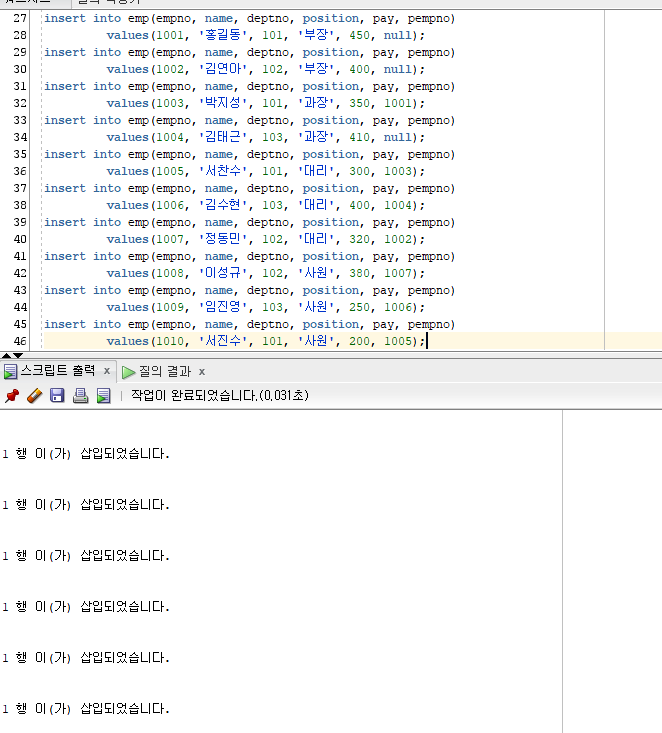 27 insert into emp(empno, name, deptno, position, pay, pempno)
28 values(1001, '홍길동', 101, '부장', 450, null);
29 insert into emp(empno, name, deptno, position, pay, pempno)
30 values(1002, '김연아', 102, '부장', 400, null);
31 insert into emp(empno, name, deptno, position, pay, pempno)
32 values(1003, '박지성', 101, '과장', 350, 1001);
33 insert into emp(empno, name, deptno, position, pay, pempno)
34 values(1004, '김태근', 103, '과장', 410, null);
35 insert into emp(empno, name, deptno, position, pay, pempno)
36 values(1005, '서찬수', 101, '대리', 300, 1003);
37 insert into emp(empno, name, deptno, position, pay, pempno)
38 values(1006, '김수현', 103, '대리', 400, 1004);
39 insert into emp(empno, name, deptno, position, pay, pempno)
40 values(1007, '정동민', 102, '대리', 320, 1002);
41 insert into emp(empno, name, deptno, position, pay, pempno)
42 values(1008, '이성규', 102, '사원', 380, 1007);
43 insert into emp(empno, name, deptno, position, pay, pempno)
44 values(1009, '임진영', 103, '사원', 250, 1006);
45 insert into emp(empno, name, deptno, position, pay, pempno)
46 values(1010, '서진수', 101, '사원', 200, 1005);
스크립트 출력 x 질의 결과 x
작업이 완료되었습니다.(0,031초)
1 행 이(가) 삽입되었습니다.
1 행 이(가) 삽입되었습니다.
1 행 이(가) 삽입되었습니다.
1 행 이(가) 삽입되었습니다.
1 행 이(가) 삽입되었습니다.
1 행 이(가) 삽입되었습니다.